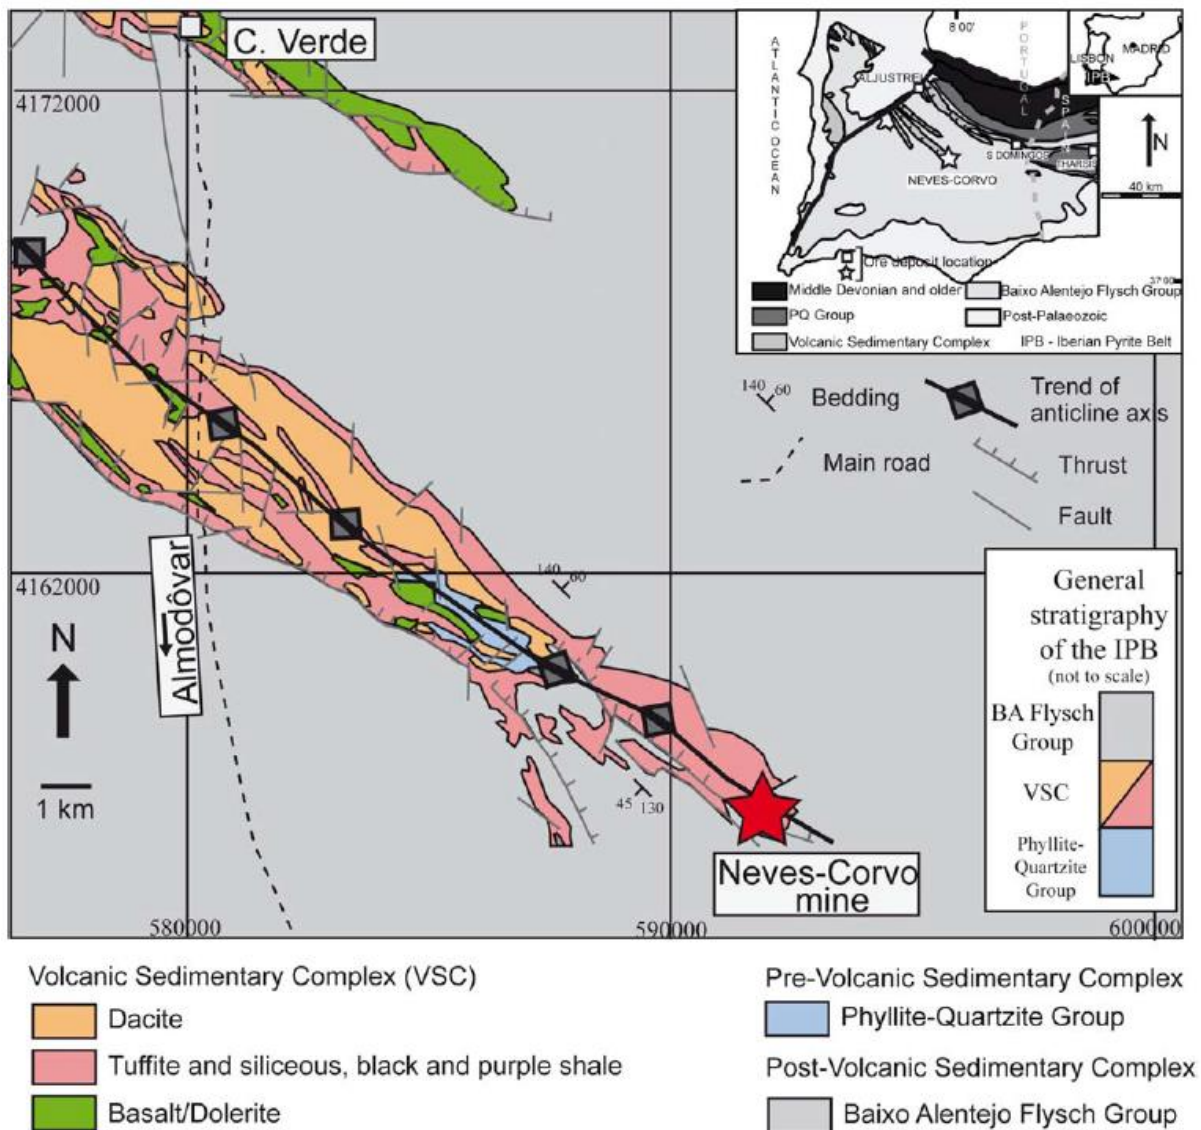 C. Verde
4172000
4162000
Almodôvar
N
1 km
580000
590000
600000
140 60
45 130
Neves-Corvo
mine
8 00'
ATLANTIC OCEAN
PORTUGAL
SPAIN
LISBON
MADRID
IPB
ALJUSTREL
NEVES-CORVO
S DOMINGOS
THARSIS
N
40 km
Ore deposit location
Middle Devonian and older
Baixo Alentejo Flysch Group
PQ Group
Post-Palaeozoic
Volcanic Sedimentary Complex
IPB - Iberian Pyrite Belt
140 60
Bedding
Trend of
anticline axis
Main road
Thrust
Fault
General
stratigraphy
of the IPB
(not to scale)
BA Flysch
Group
VSC
Phyllite-
Quartzite
Group
Volcanic Sedimentary Complex (VSC)
Dacite
Tuffite and siliceous, black and purple shale
Basalt/Dolerite
Pre-Volcanic Sedimentary Complex
Phyllite-Quartzite Group
Post-Volcanic Sedimentary Complex
Baixo Alentejo Flysch Group